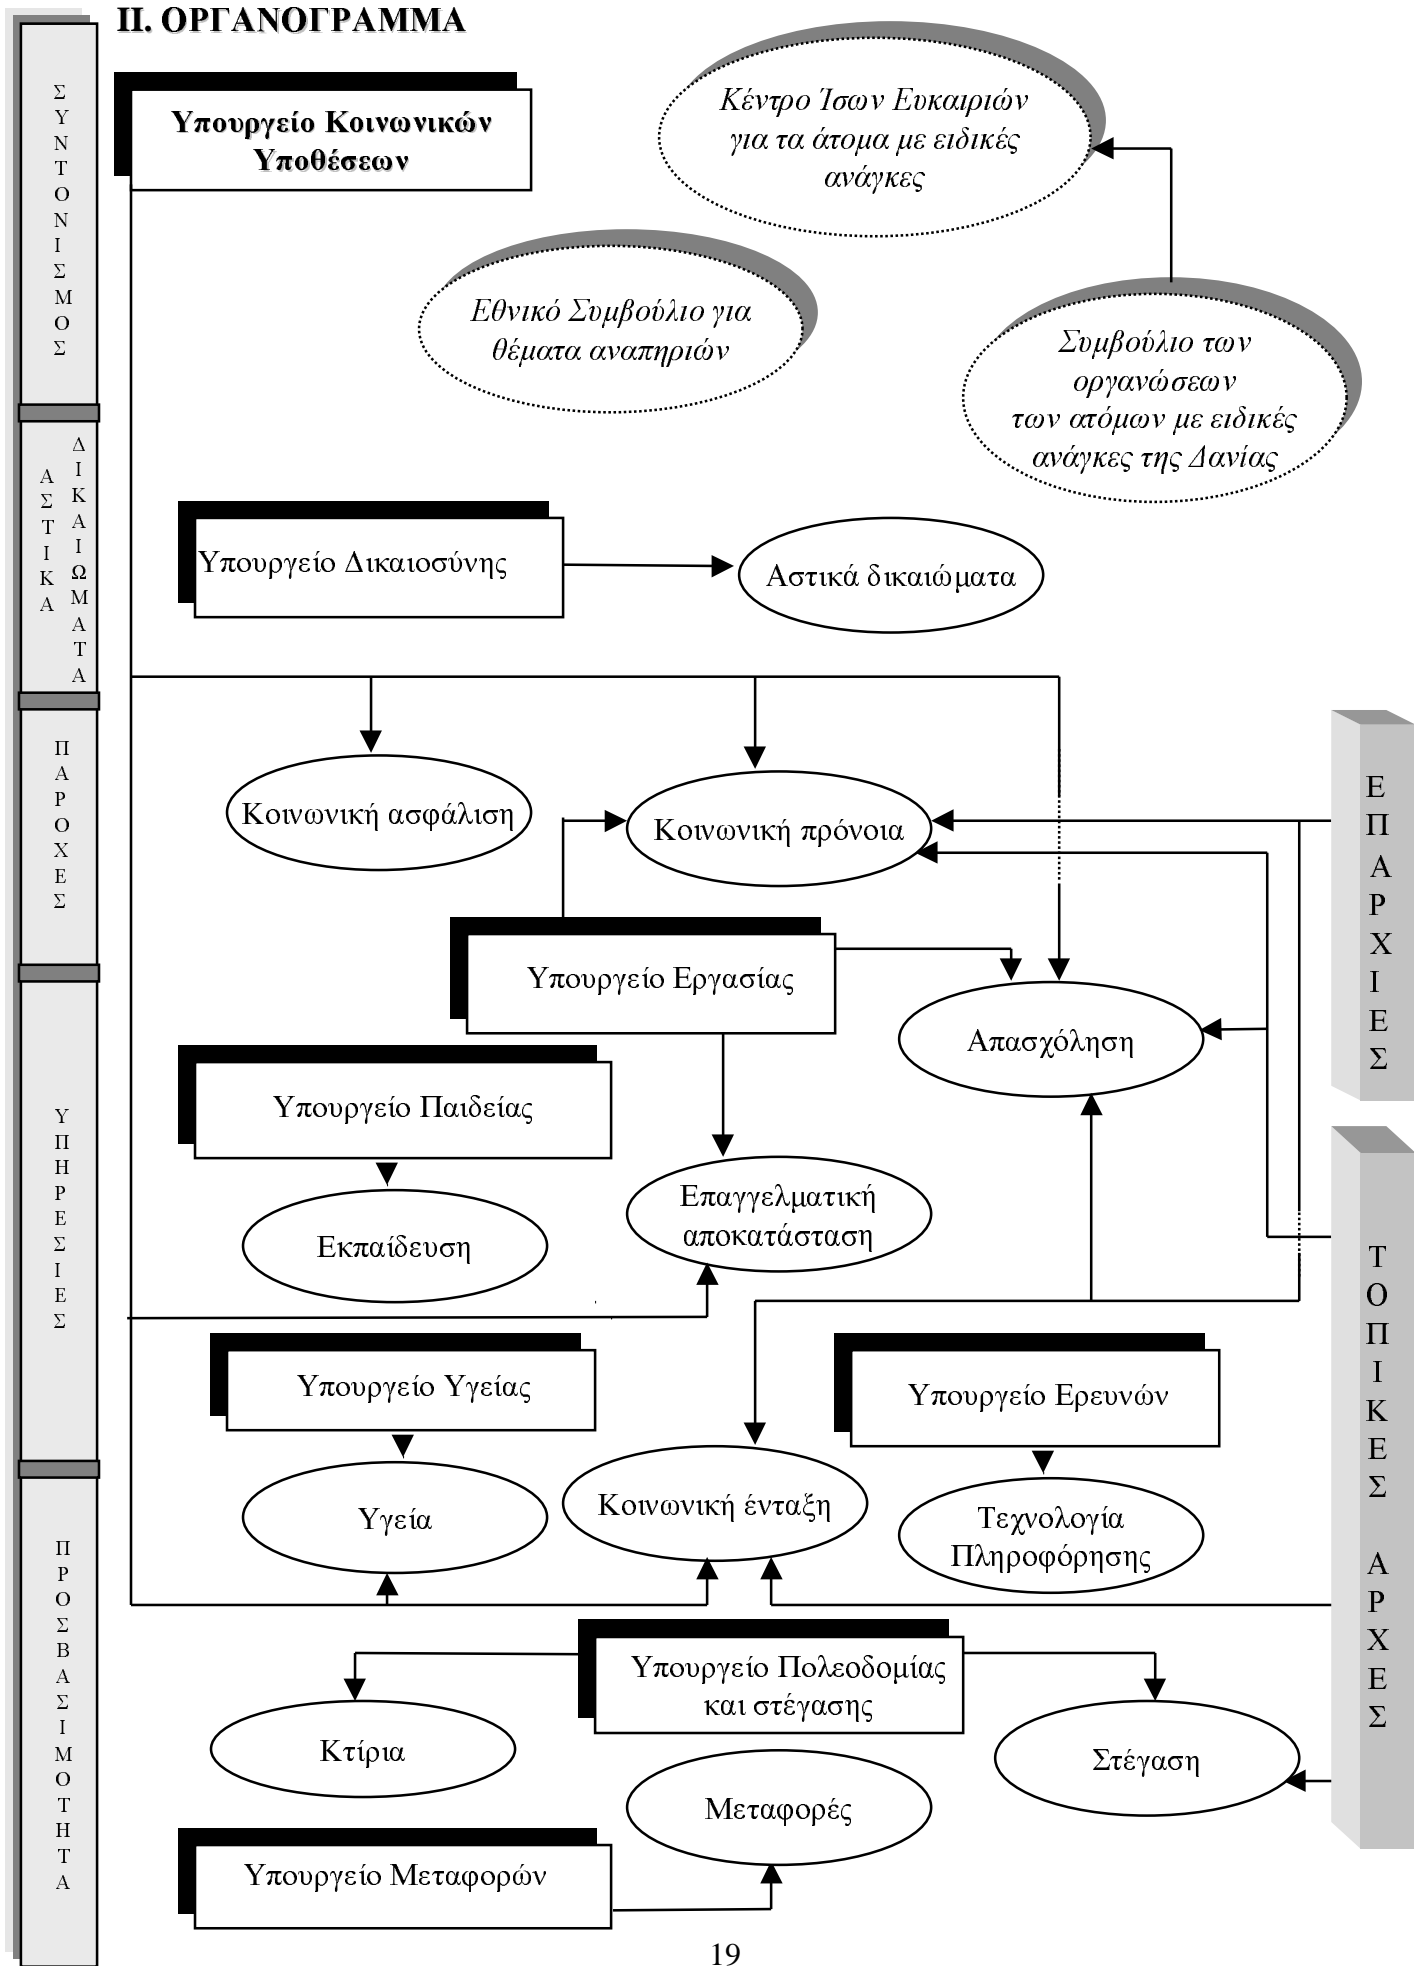 II. ΟΡΓΑΝΟΓΡΑΜΜΑ
ΣΥΝΤΟΝΙΣΜΟΣ
Υπουργείο Κοινωνικών
Υποθέσεων
Κέντρο Ίσων Ευκαιριών
για τα άτομα με ειδικές
ανάγκες
Εθνικό Συμβούλιο για
θέματα αναπηριών
Συμβούλιο των
οργανώσεων
των ατόμων με ειδικές
ανάγκες της Δανίας
ΑΣΤΙΚΑ
ΔΙΚΑΙΩΜΑΤΑ
Υπουργείο Δικαιοσύνης
Αστικά δικαιώματα
ΠΑΡΟΧΕΣ
Κοινωνική ασφάλιση
Κοινωνική πρόνοια
ΕΠΑΡΧΙΕΣ
Υπουργείο Εργασίας
Απασχόληση
ΥΠΗΡΕΣΙΕΣ
Υπουργείο Παιδείας
Εκπαίδευση
Επαγγελματική
αποκατάσταση
ΤΟΠΙΚΕΣ ΑΡΧΕΣ
Υπουργείο Υγείας
Υπουργείο Ερευνών
Υγεία
Κοινωνική ένταξη
Τεχνολογία
Πληροφόρησης
ΠΡΟΣΒΑΣΙΜΟΤΗΤΑ
Υπουργείο Πολεοδομίας
και στέγασης
Κτίρια
Στέγαση
Μεταφορές
Υπουργείο Μεταφορών
19